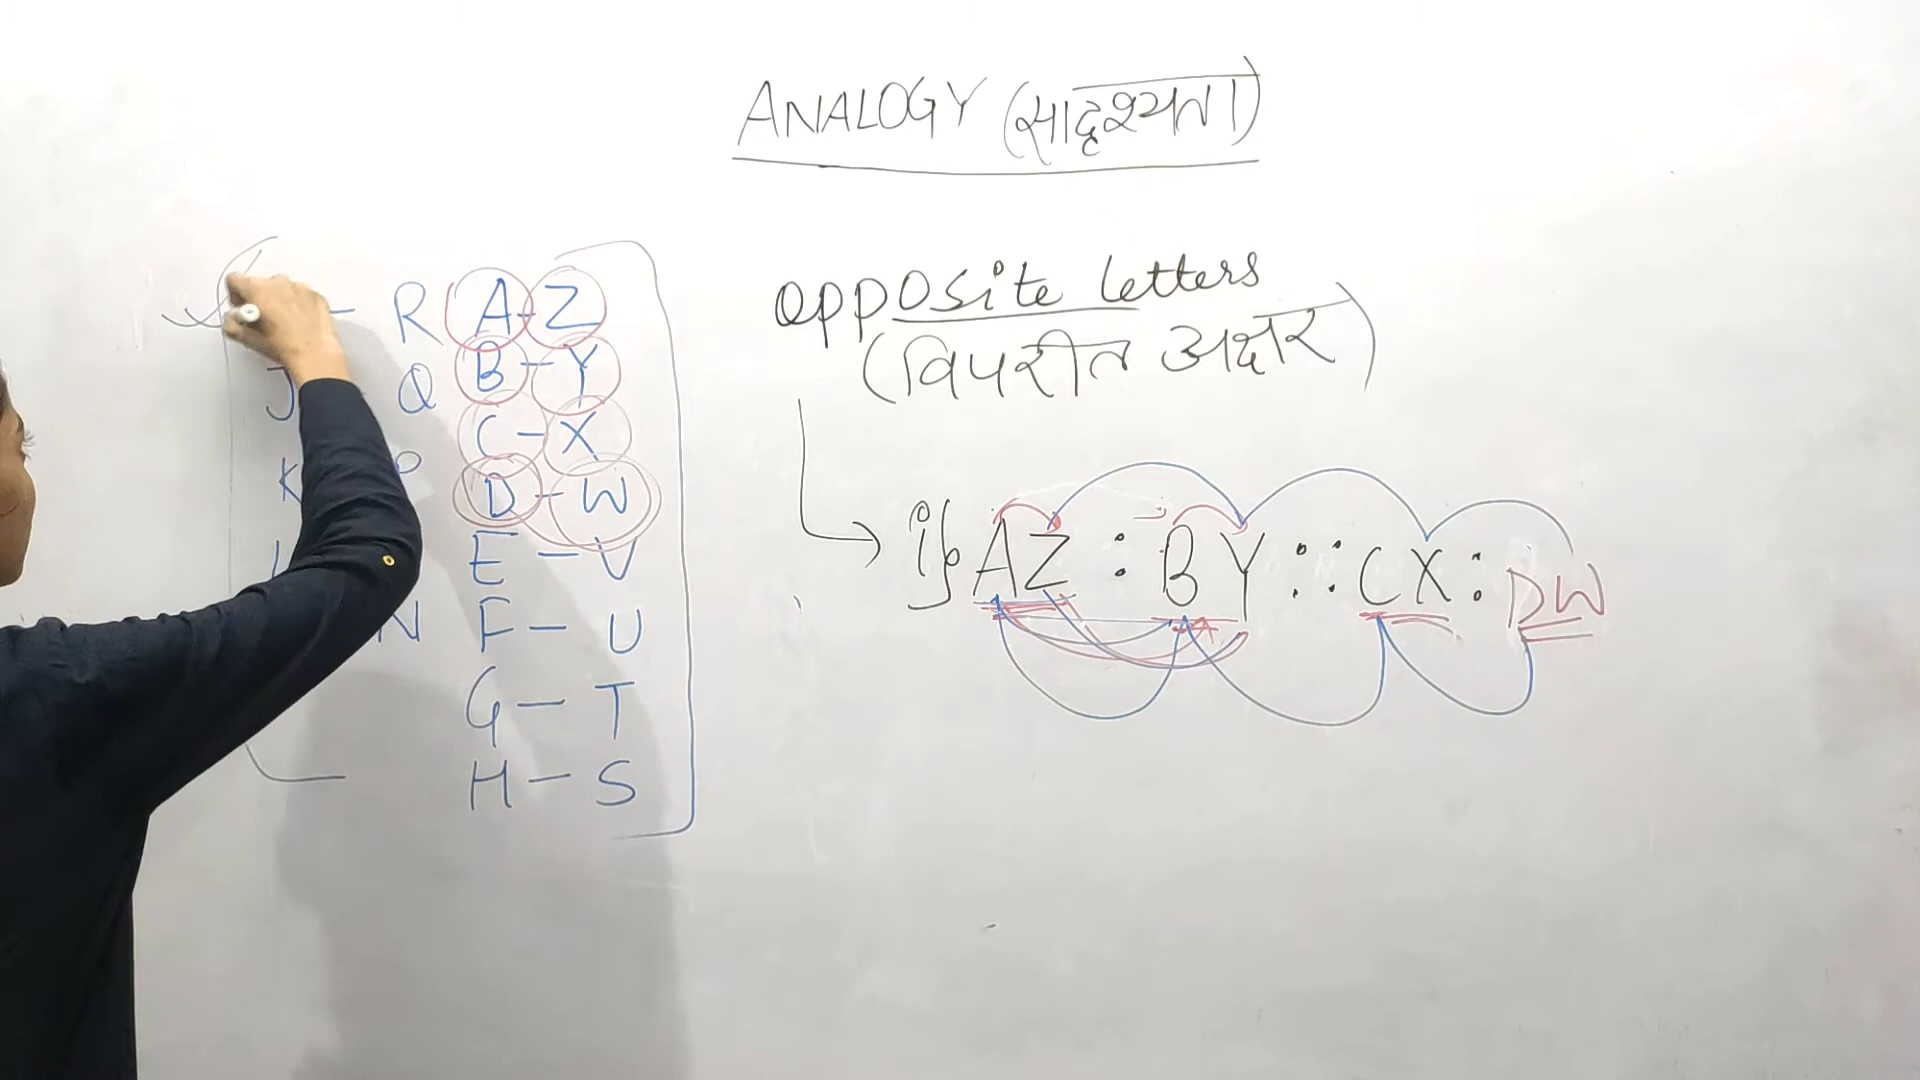 ANALOGY (सादृश्यता)
opposite letters
(विपरीत अक्षर)
if AZ : BY :: CX : DW
- R
J Q
K P
N
A-Z
B-Y
C-X
D-W
E-V
F-U
G-T
H-S